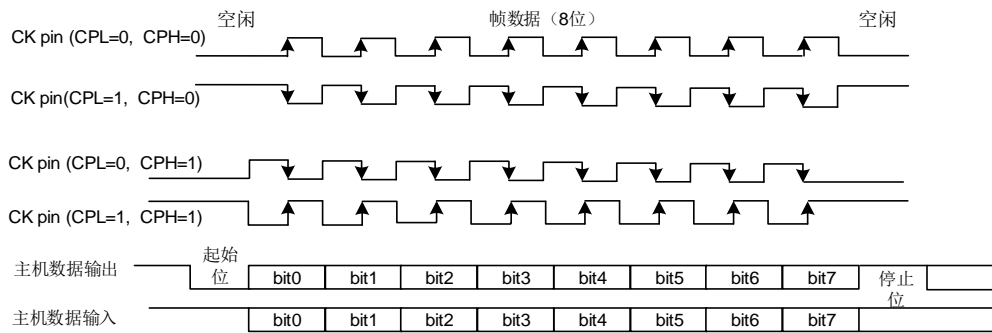 空闲 帧数据（8位） 空闲
CK pin (CPL=0, CPH=0)
CK pin(CPL=1, CPH=0)
CK pin (CPL=0, CPH=1)
CK pin (CPL=1, CPH=1)
主机数据输出 起始位 bit0 bit1 bit2 bit3 bit4 bit5 bit6 bit7 停止位
主机数据输入 bit0 bit1 bit2 bit3 bit4 bit5 bit6 bit7